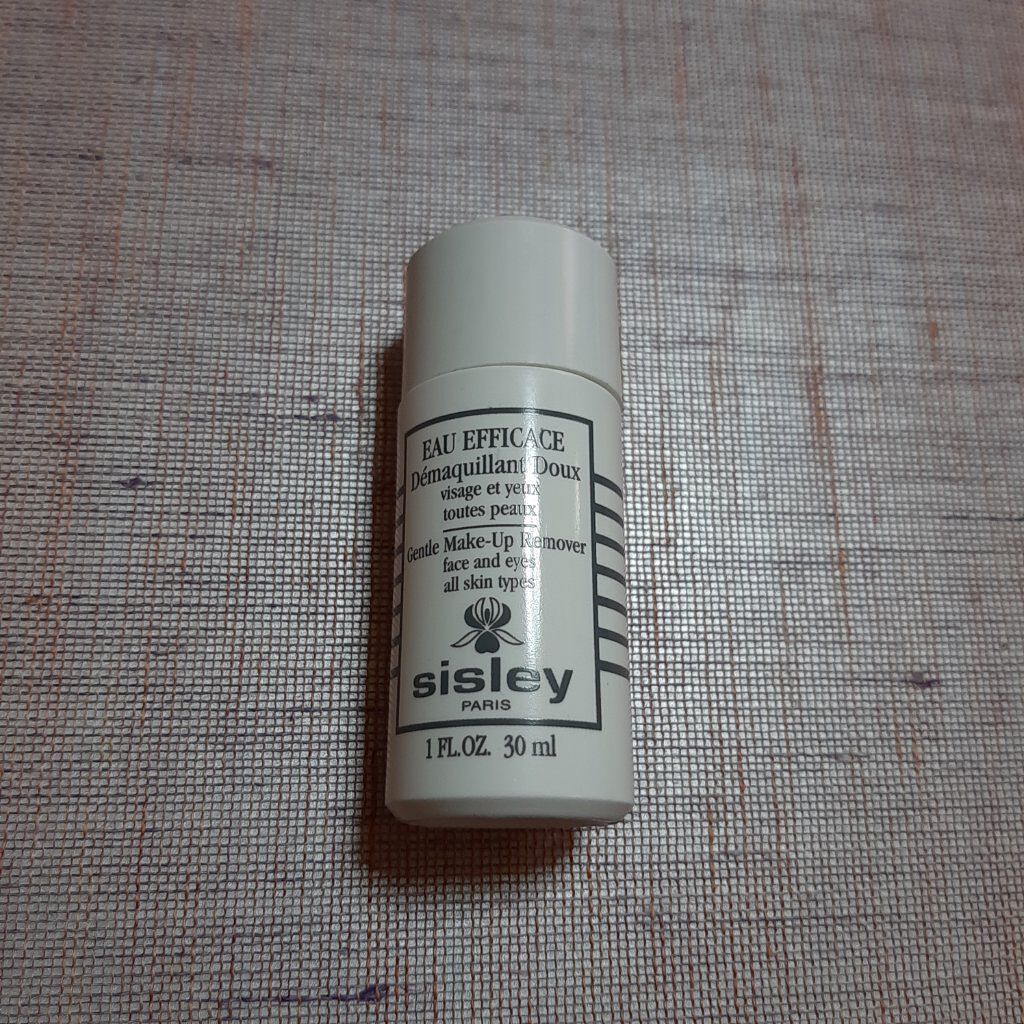 EAU EFFICACE
Démaquillant Doux
visage et yeux
toutes peaux
Gentle Make-Up Remover
face and eyes
all skin types
sisley
PARIS
1 FL.OZ. 30 ml